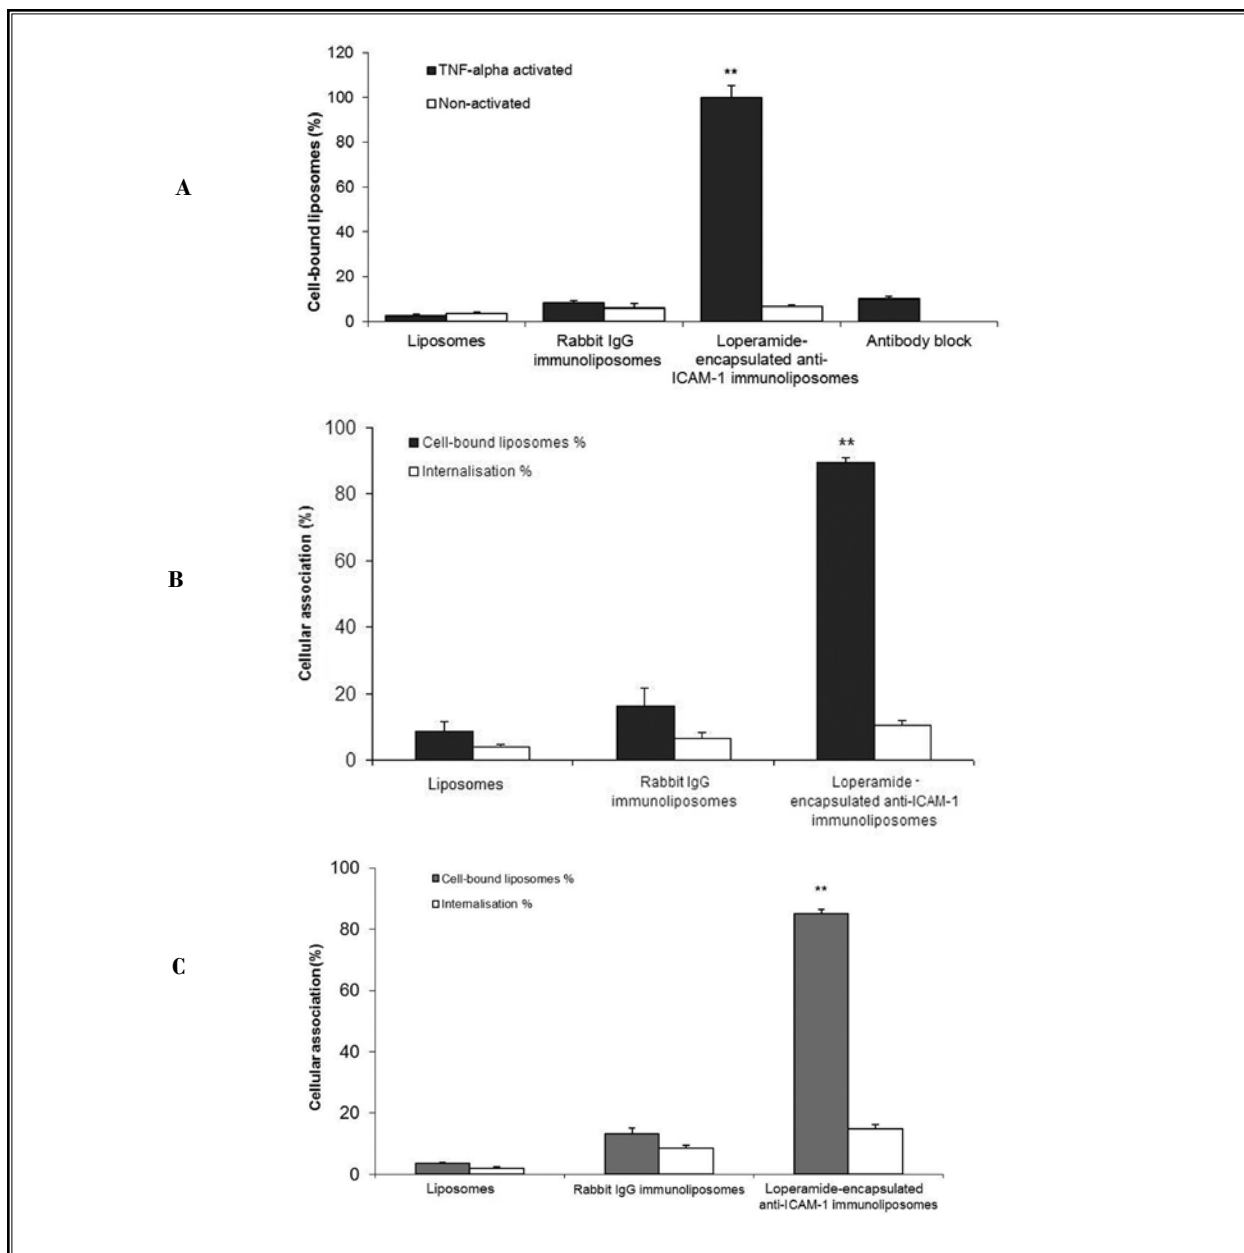 A
Cell-bound liposomes (%)
120
100
80
60
40
20
0
TNF-alpha activated
Non-activated
**
Liposomes
Rabbit IgG
immunoliposomes
Loperamide-
encapsulated anti-
ICAM-1 immunoliposomes
Antibody block
B
Cellular association (%)
100
80
60
40
20
0
Cell-bound liposomes %
Internalisation %
**
Liposomes
Rabbit IgG
immunoliposomes
Loperamide -
encapsulated anti-ICAM-1
immunoliposomes
C
Cellular association(%)
100
80
60
40
20
0
Cell-bound liposomes %
Internalisation %
**
Liposomes
Rabbit IgG immunoliposomes
Loperamide-encapsulated
anti-ICAM-1 immunoliposomes